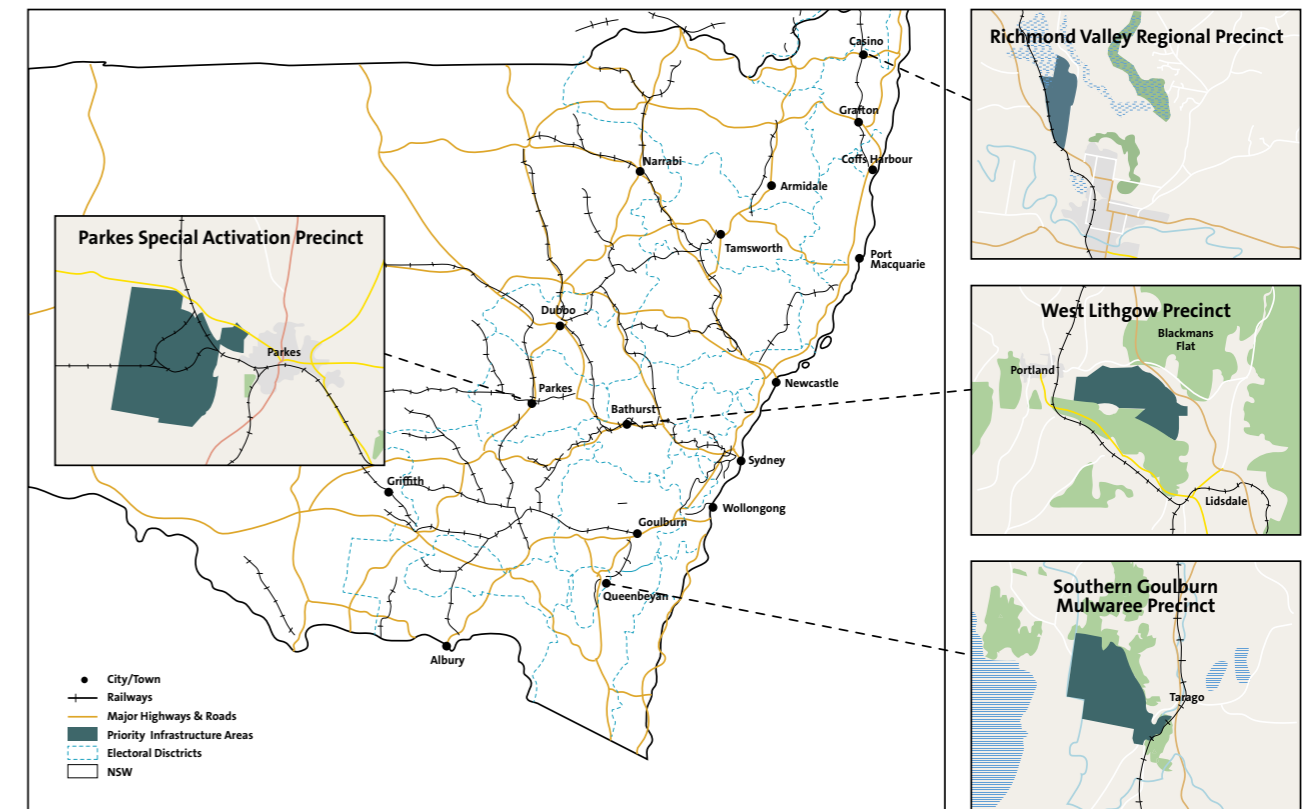 Casino
Grafton
Coffs Harbour
Narrabri
Armidale
Tamsworth
Port
Macquarie
Dubbo
Parkes
Newcastle
Bathurst
Sydney
Griffith
Wollongong
Goulburn
Queenbeyan
Albury
Parkes Special Activation Precinct
Parkes
City/Town
Railways
Major Highways & Roads
Priority Infrastructure Areas
Electoral Disctricts
NSW
Richmond Valley Regional Precinct
West Lithgow Precinct
Blackmans
Flat
Portland
Lidsdale
Southern Goulburn
Mulwaree Precinct
Tarago